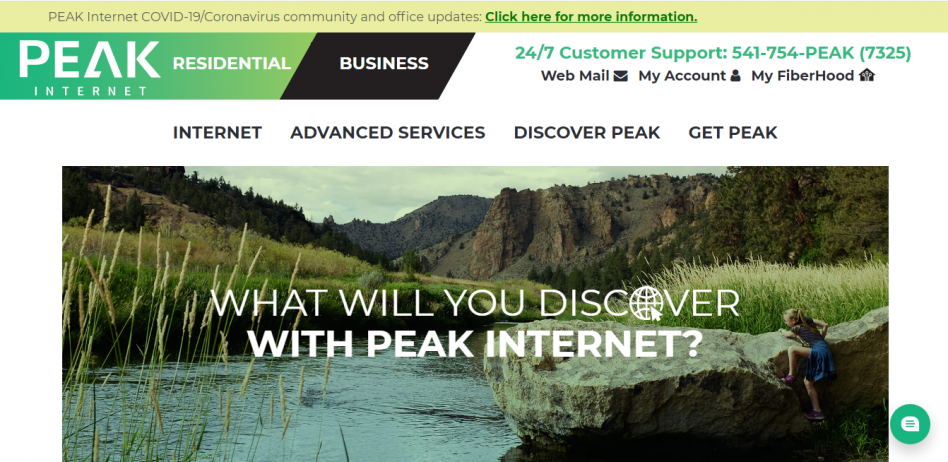 PEAK Internet COVID-19/Coronavirus community and office updates: Click here for more information.
PEAK
INTERNET
RESIDENTIAL
BUSINESS
24/7 Customer Support: 541-754-PEAK (7325)
Web Mail My Account My FiberHood
INTERNET ADVANCED SERVICES DISCOVER PEAK GET PEAK
WHAT WILL YOU DISCOVER
WITH PEAK INTERNET?